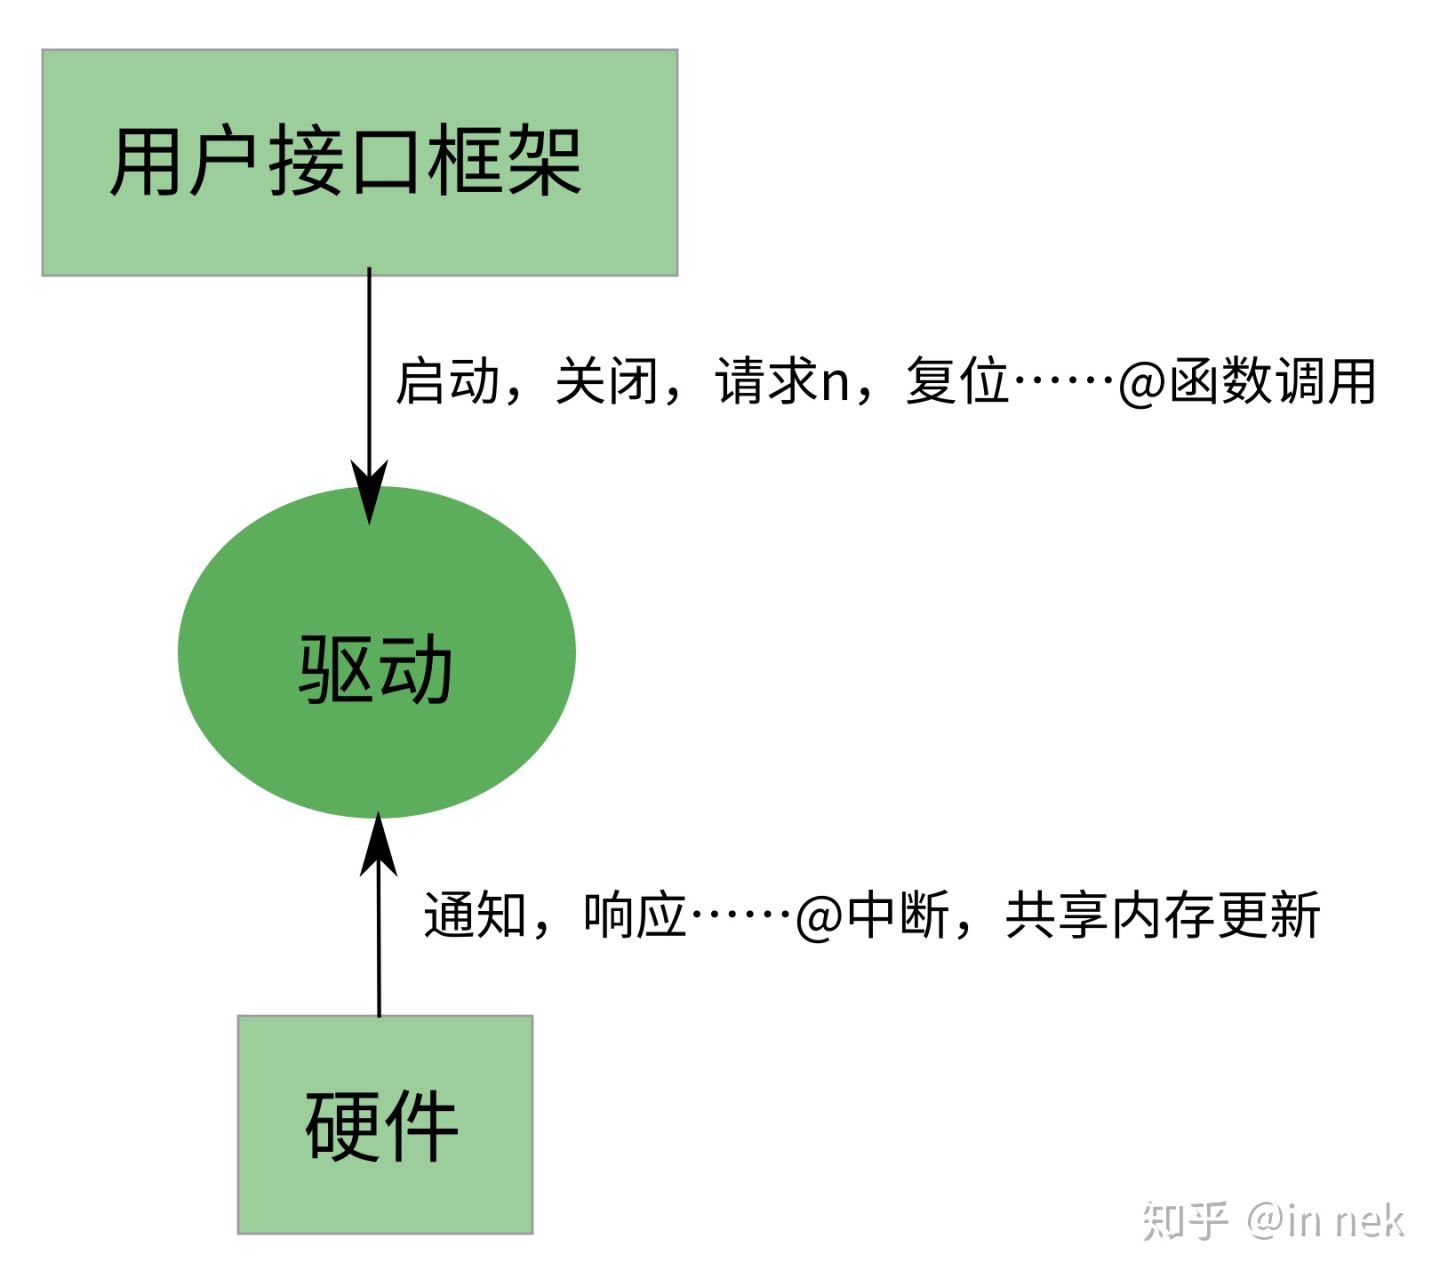 用户接口框架
启动，关闭，请求n，复位……@函数调用
驱动
通知，响应……@中断，共享内存更新
硬件
知乎 @in nek